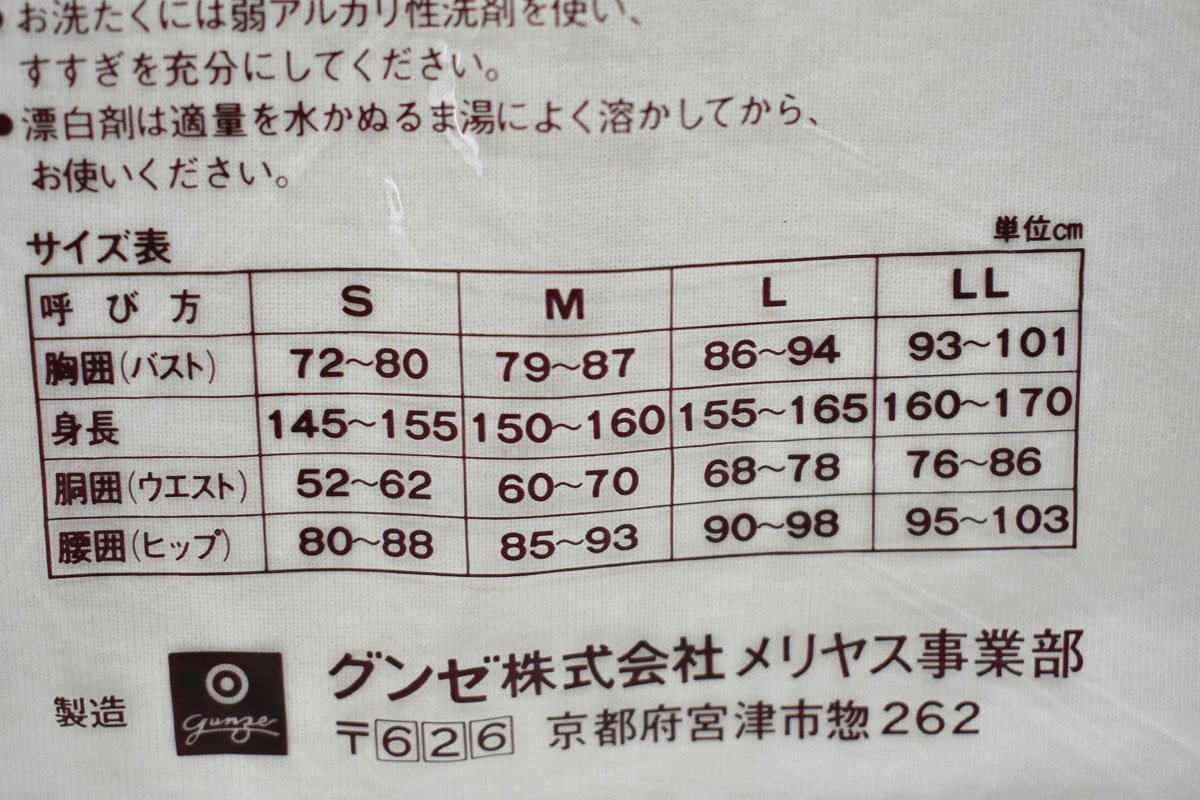 ● お洗たくには弱アルカリ性洗剤を使い、
すすぎを充分にしてください。
● 漂白剤は適量を水かぬるま湯によく溶かしてから、
お使いください。
サイズ表 単位cm
呼び方 S M L LL
胸囲(バスト) 72〜80 79〜87 86〜94 93〜101
身長 145〜155 150〜160 155〜165 160〜170
胴囲(ウエスト) 52〜62 60〜70 68〜78 76〜86
腰囲(ヒップ) 80〜88 85〜93 90〜98 95〜103
製造 gunze グンゼ株式会社メリヤス事業部
〒626 京都府宮津市惣262